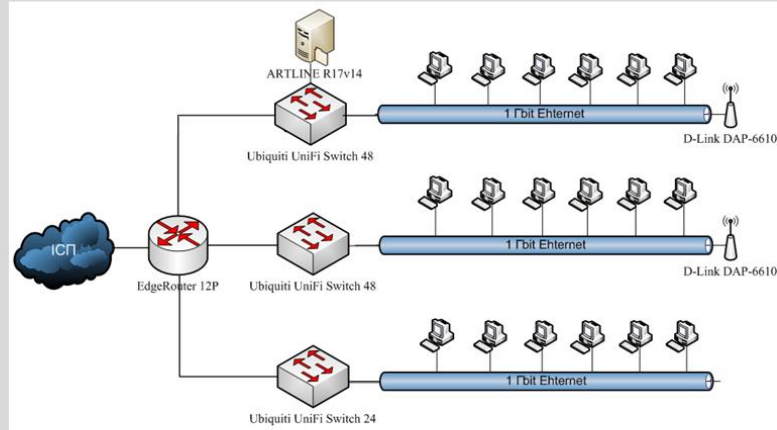 ARTLINE R17v14
1 Гbit Ehternet
D-Link DAP-6610
Ubiquiti UniFi Switch 48
ІСП
1 Гbit Ehternet
EdgeRouter 12P
Ubiquiti UniFi Switch 48
D-Link DAP-6610
1 Гbit Ehternet
Ubiquiti UniFi Switch 24